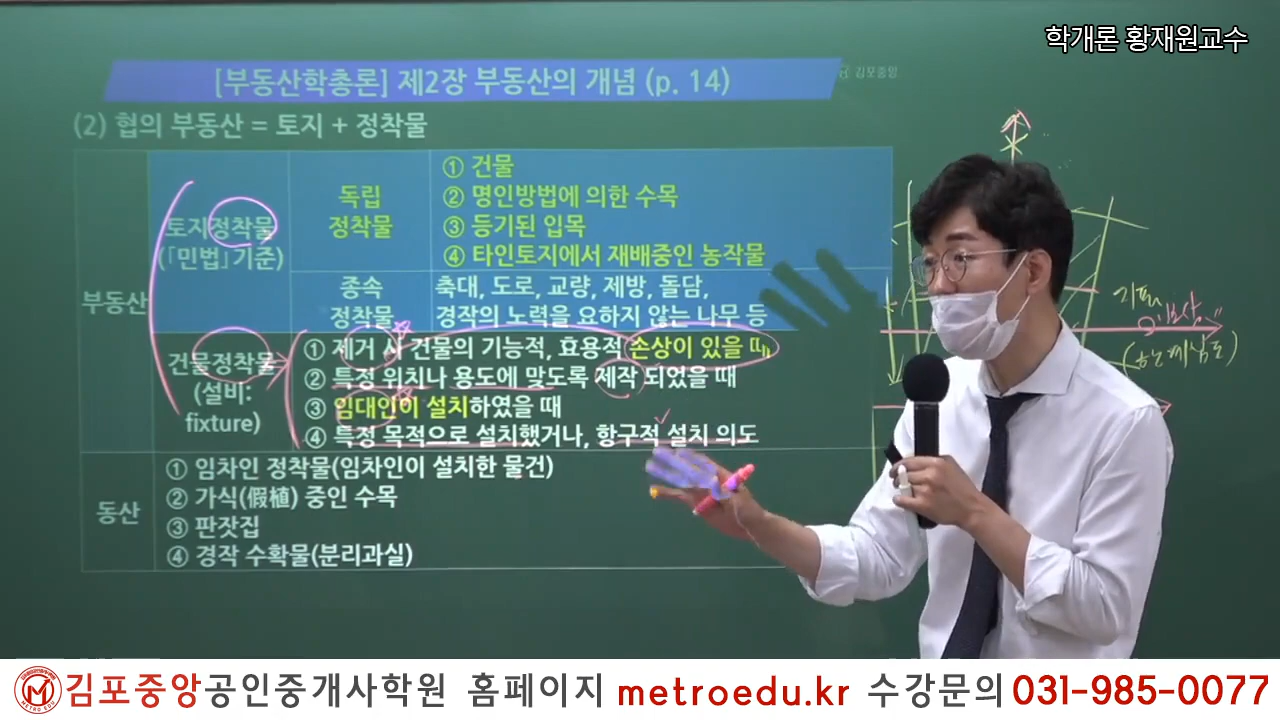 학개론 황재원교수
[부동산학총론] 제2장 부동산의 개념 (p. 14)
김포중앙
(2) 협의 부동산 = 토지 + 정착물
부동산
토지정착물
(「민법」기준)
독립
정착물
① 건물
② 명인방법에 의한 수목
③ 등기된 입목
④ 타인토지에서 재배중인 농작물
종속
정착물
축대, 도로, 교량, 제방, 돌담,
경작의 노력을 요하지 않는 나무 등
건물정착물
(설비:
fixture)
① 제거 시 건물의 기능적, 효용적 손상이 있을 때
② 특정 위치나 용도에 맞도록 제작 되었을 때
③ 임대인이 설치하였을 때
④ 특정 목적으로 설치했거나, 항구적 설치 의도
동산
① 임차인 정착물(임차인이 설치한 물건)
② 가식(假植) 중인 수목
③ 판잣집
④ 경작 수확물(분리과실)
METRO EDU
김포중앙공인중개사학원 홈페이지 metroedu.kr 수강문의 031-985-0077